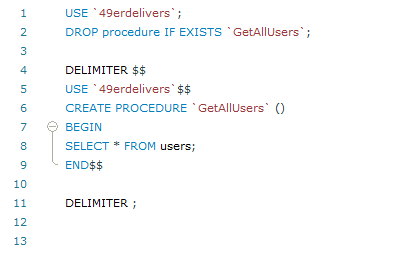 1 USE `49erdelivers`;
2 DROP procedure IF EXISTS `GetAllUsers`;
3
4 DELIMITER $$
5 USE `49erdelivers`$$
6 CREATE PROCEDURE `GetAllUsers` ()
7 BEGIN
8 SELECT * FROM users;
9 END$$
10
11 DELIMITER ;
12
13